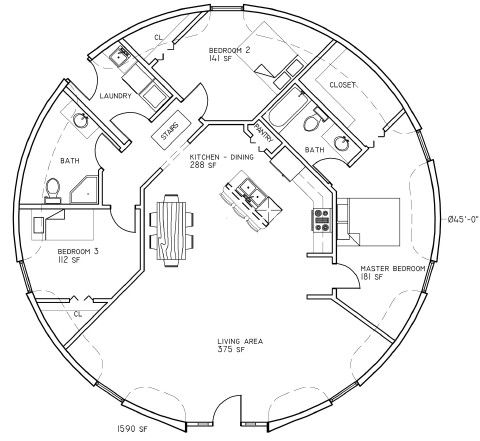 CL
BEDROOM 2
141 SF
LAUNDRY
CLOSET
STAIRS
PANTRY
BATH
KITCHEN - DINING
288 SF
BATH
Ø45'-0"
BEDROOM 3
112 SF
MASTER BEDROOM
181 SF
CL
LIVING AREA
375 SF
1590 SF